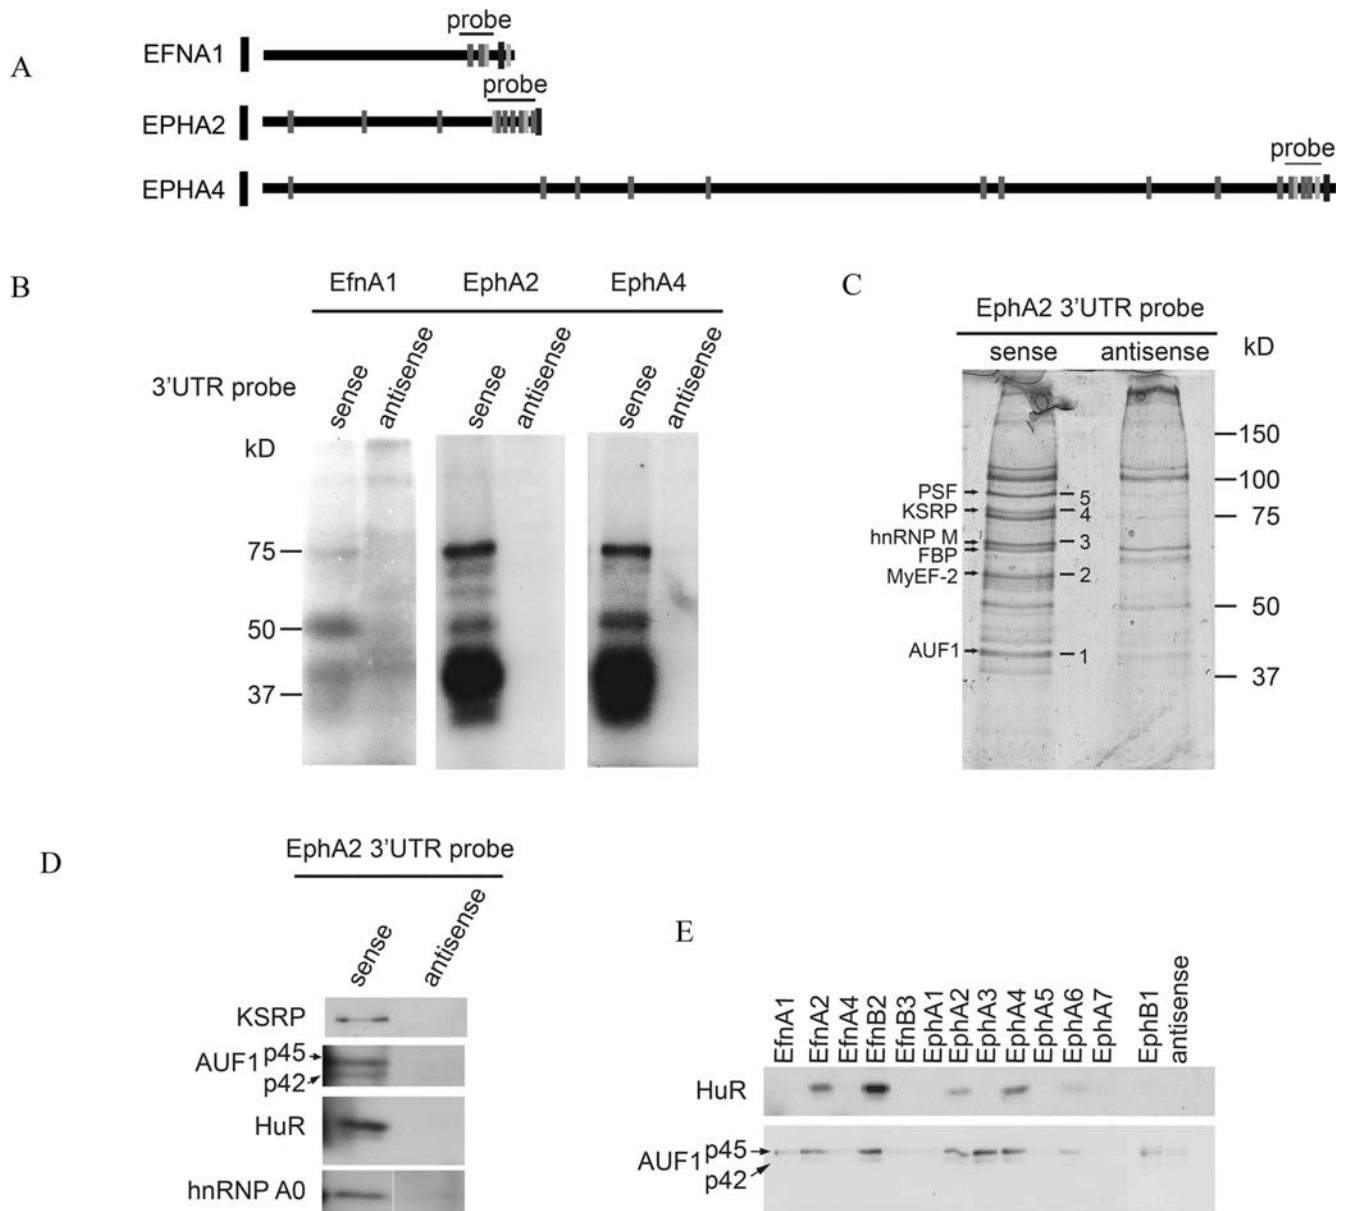 A
probe
EFNA1
probe
EPHA2
probe
EPHA4
B
EfnA1 EphA2 EphA4
3'UTR probe
sense antisense sense antisense sense antisense
kD
75
50
37
C
EphA2 3'UTR probe
sense antisense
kD
150
100
75
50
37
PSF
KSRP
hnRNP M
FBP
MyEF-2
AUF1
5
4
3
2
1
D
EphA2 3'UTR probe
sense antisense
KSRP
AUF1 p45
p42
HuR
hnRNP A0
E
EfnA1 EfnA2 EfnA4 EfnB2 EfnB3 EphA1 EphA2 EphA3 EphA4 EphA5 EphA6 EphA7 EphB1 antisense
HuR
AUF1 p45
p42